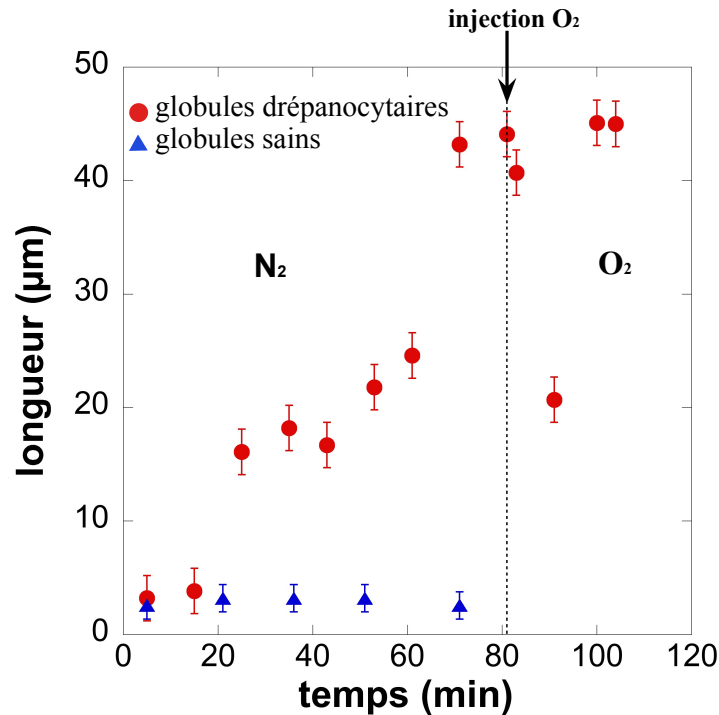 injection O₂
50
globules drépanocytaires
globules sains
40
N₂
O₂
30
longueur (µm)
20
10
0
0 20 40 60 80 100 120
temps (min)